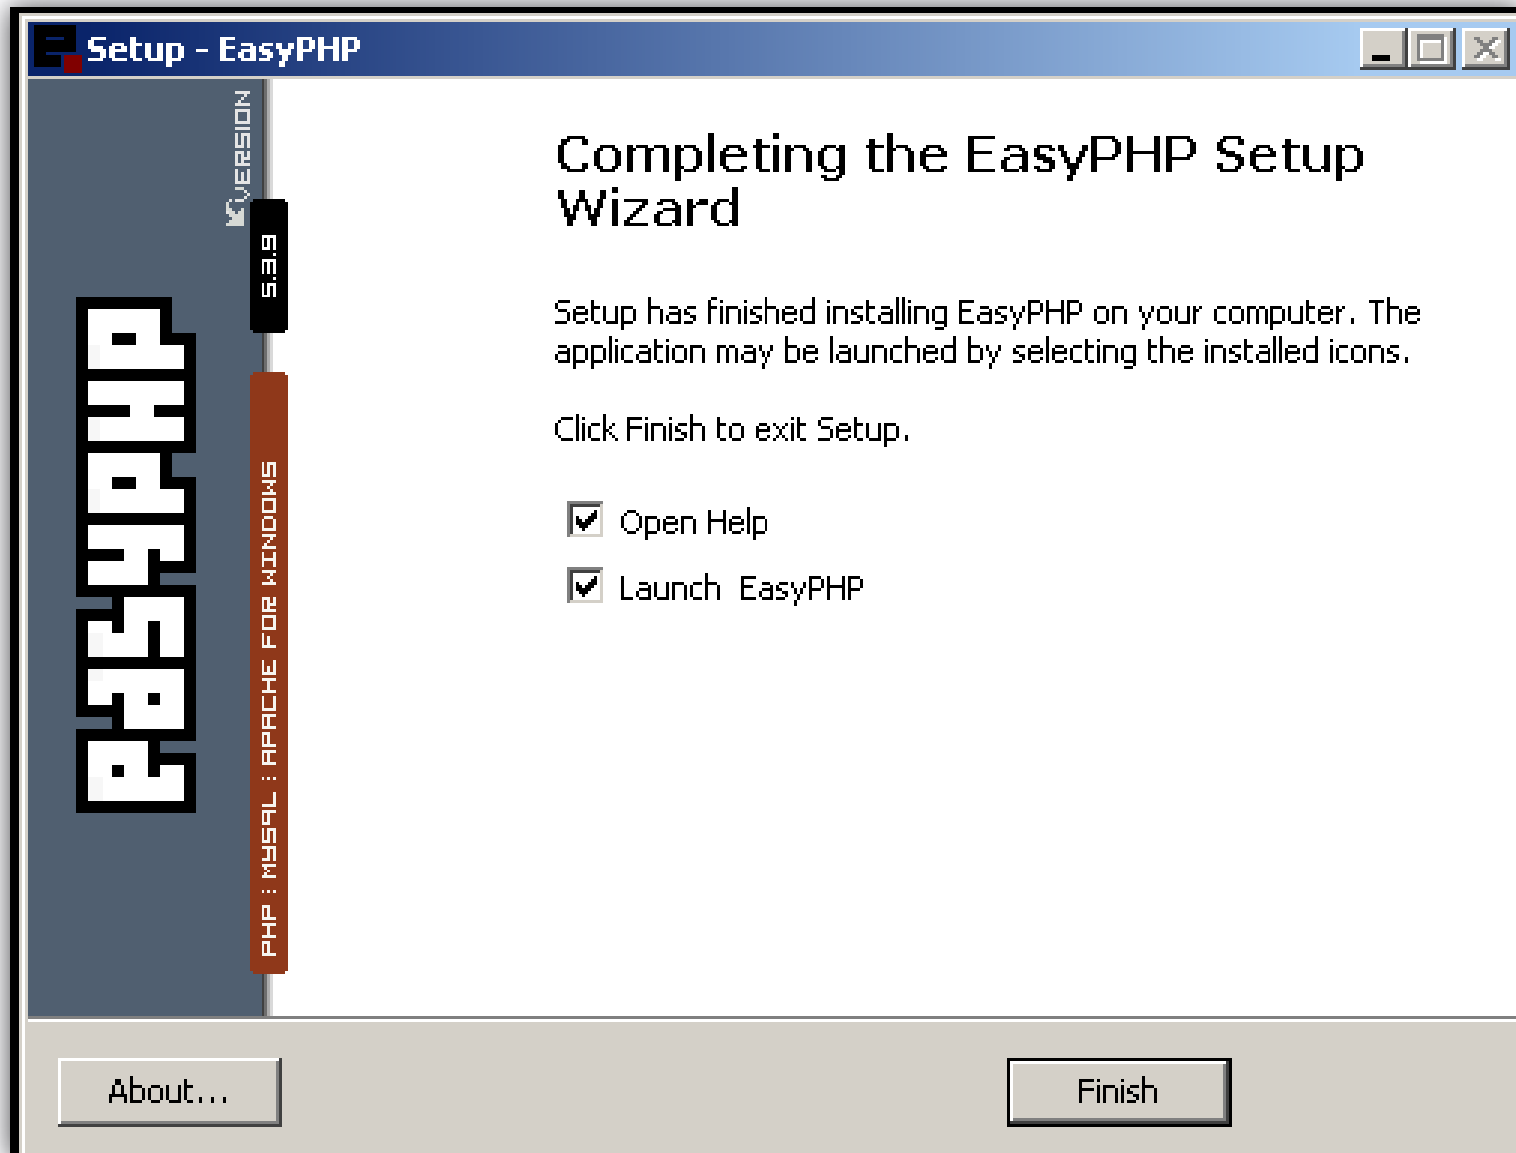 Setup - EasyPHP
VERSION
5.3.9
easyPHP
PHP : MYSQL : APACHE FOR WINDOWS
Completing the EasyPHP Setup
Wizard
Setup has finished installing EasyPHP on your computer. The
application may be launched by selecting the installed icons.
Click Finish to exit Setup.
Open Help
Launch EasyPHP
About...
Finish